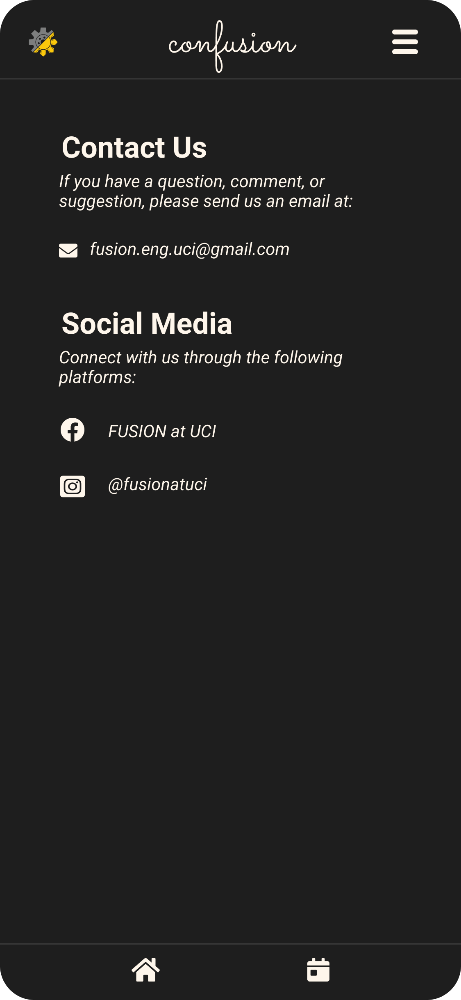 confusion
Contact Us
If you have a question, comment, or
suggestion, please send us an email at:
fusion.eng.uci@gmail.com
Social Media
Connect with us through the following
platforms:
FUSION at UCI
@fusionatuci